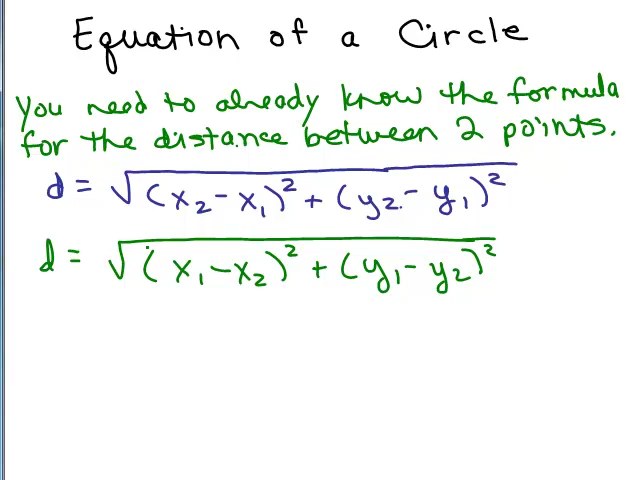 Equation of a Circle
You need to already know the formula
for the distance between 2 points.
d = √(x₂ - x₁)² + (y₂ - y₁)²
d = √(x₁ - x₂)² + (y₁ - y₂)²